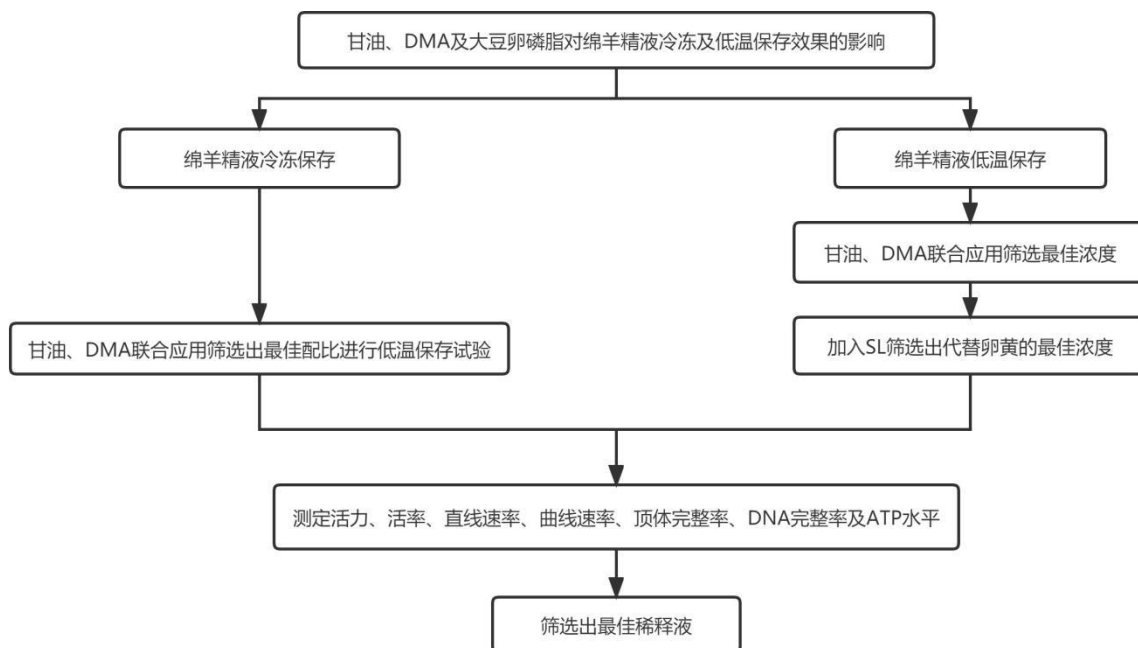 甘油、DMA及大豆卵磷脂对绵羊精液冷冻及低温保存效果的影响
绵羊精液冷冻保存
绵羊精液低温保存
甘油、DMA联合应用筛选最佳浓度
甘油、DMA联合应用筛选出最佳配比进行低温保存试验
加入SL筛选出代替卵黄的最佳浓度
测定活力、活率、直线速率、曲线速率、顶体完整率、DNA完整率及ATP水平
筛选出最佳稀释液